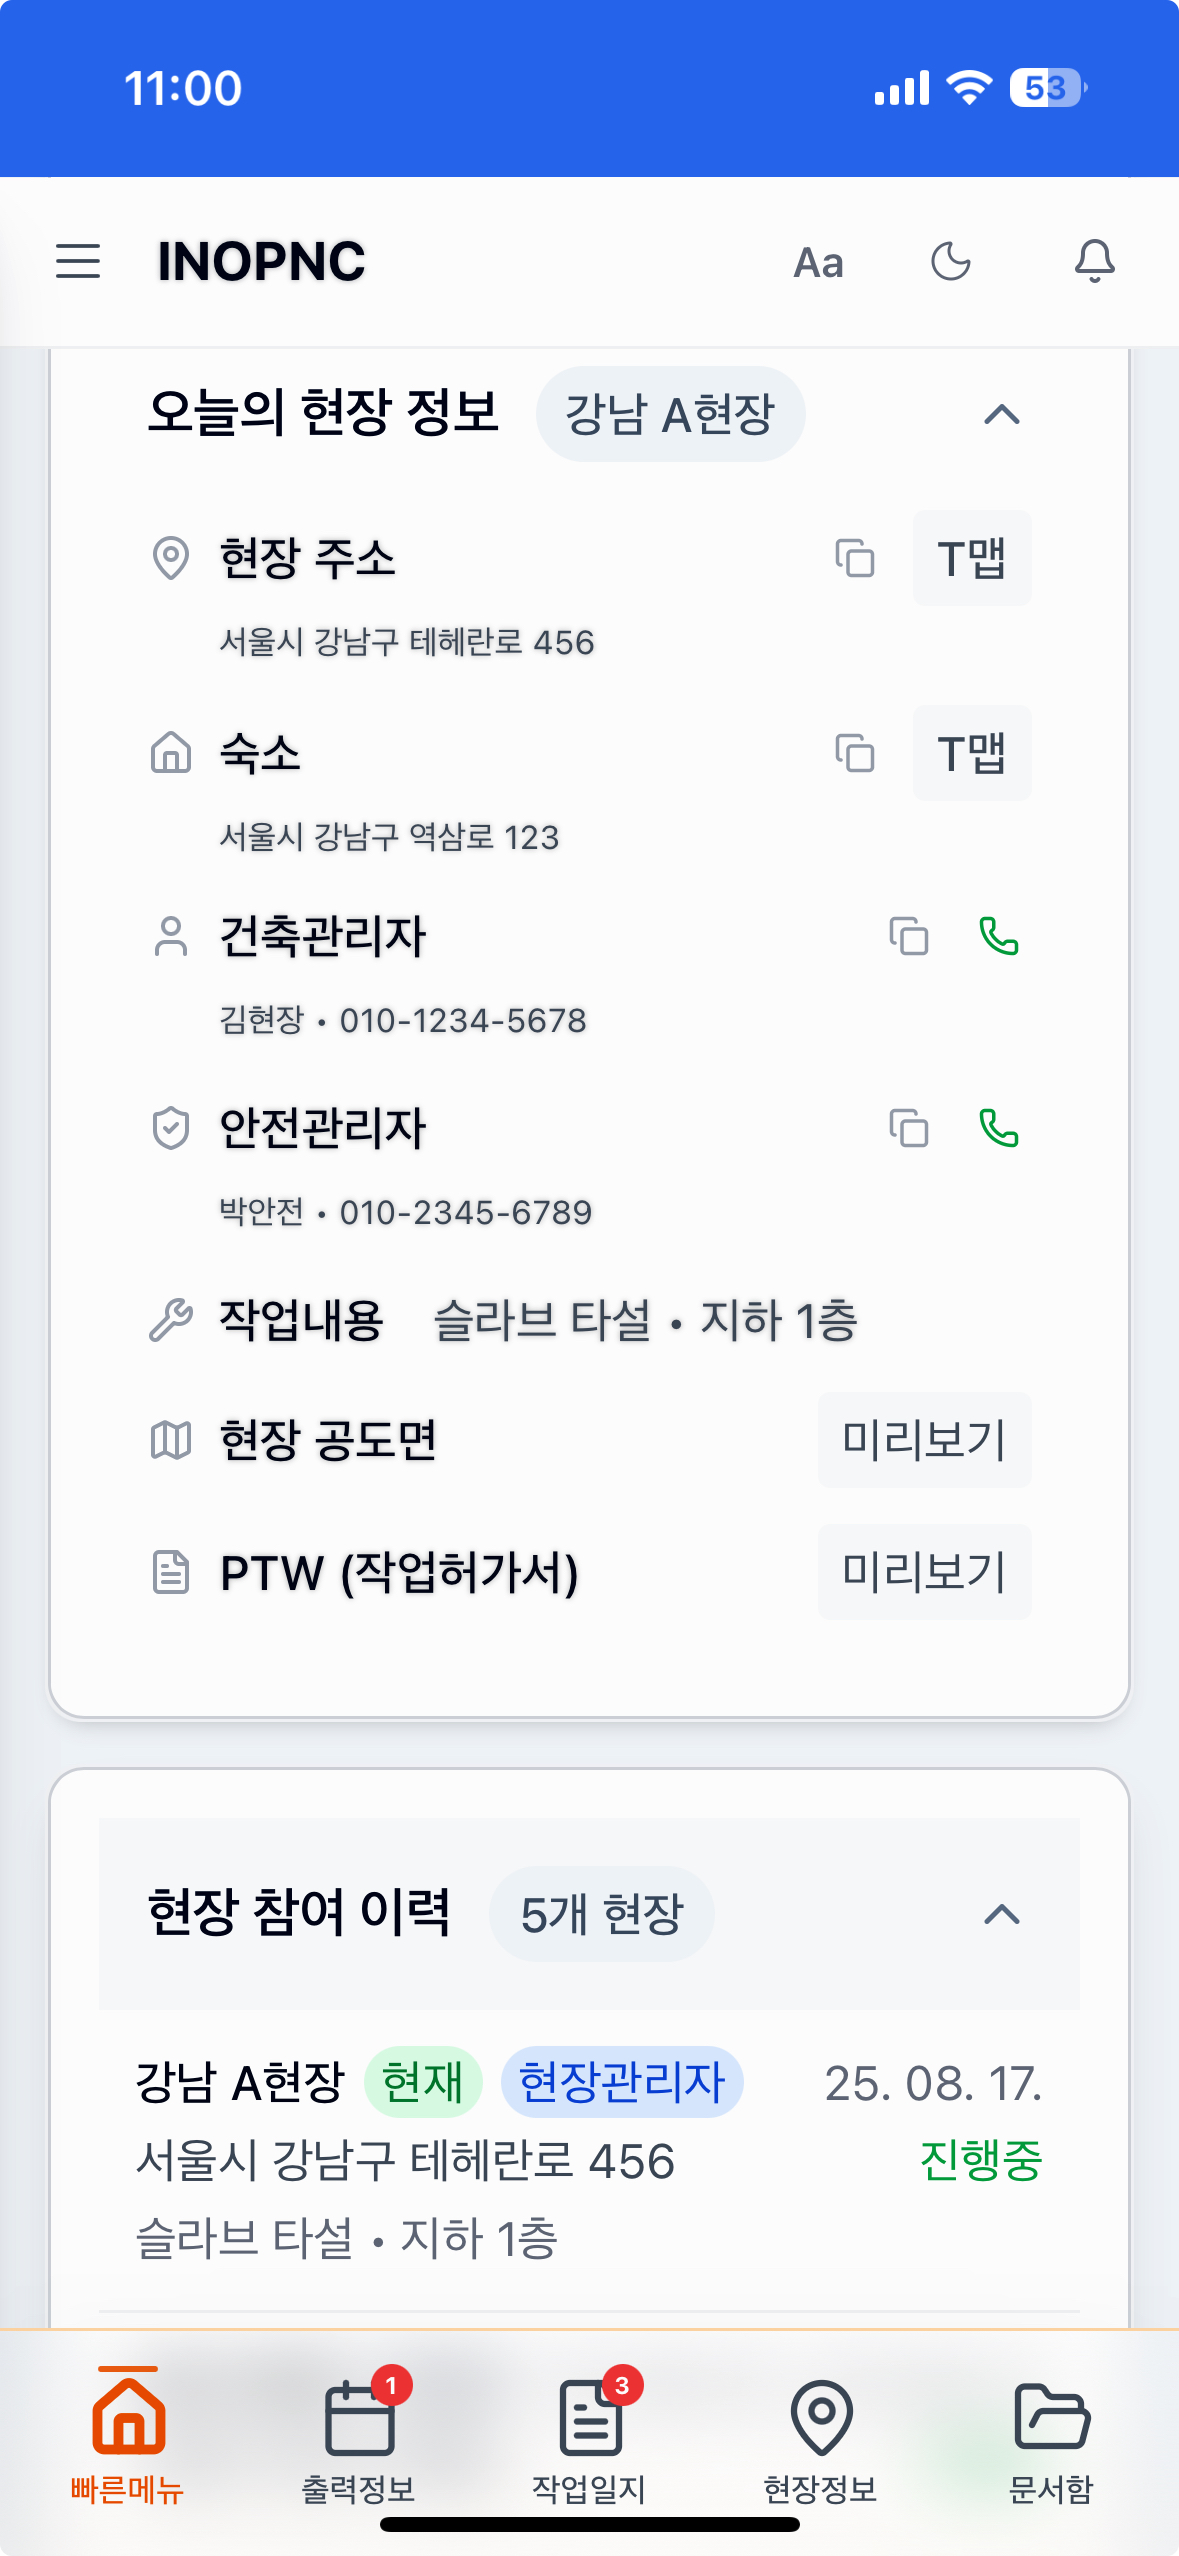 11:00
53
INOPNC
Aa
오늘의 현장 정보 강남 A현장
현장 주소 T맵
서울시 강남구 테헤란로 456
숙소 T맵
서울시 강남구 역삼로 123
건축관리자
김현장 • 010-1234-5678
안전관리자
박안전 • 010-2345-6789
작업내용 슬라브 타설 • 지하 1층
현장 공도면 미리보기
PTW (작업허가서) 미리보기
현장 참여 이력 5개 현장
강남 A현장 현재 현장관리자 25. 08. 17.
서울시 강남구 테헤란로 456 진행중
슬라브 타설 • 지하 1층
1
3
빠른메뉴 출력정보 작업일지 현장정보 문서함